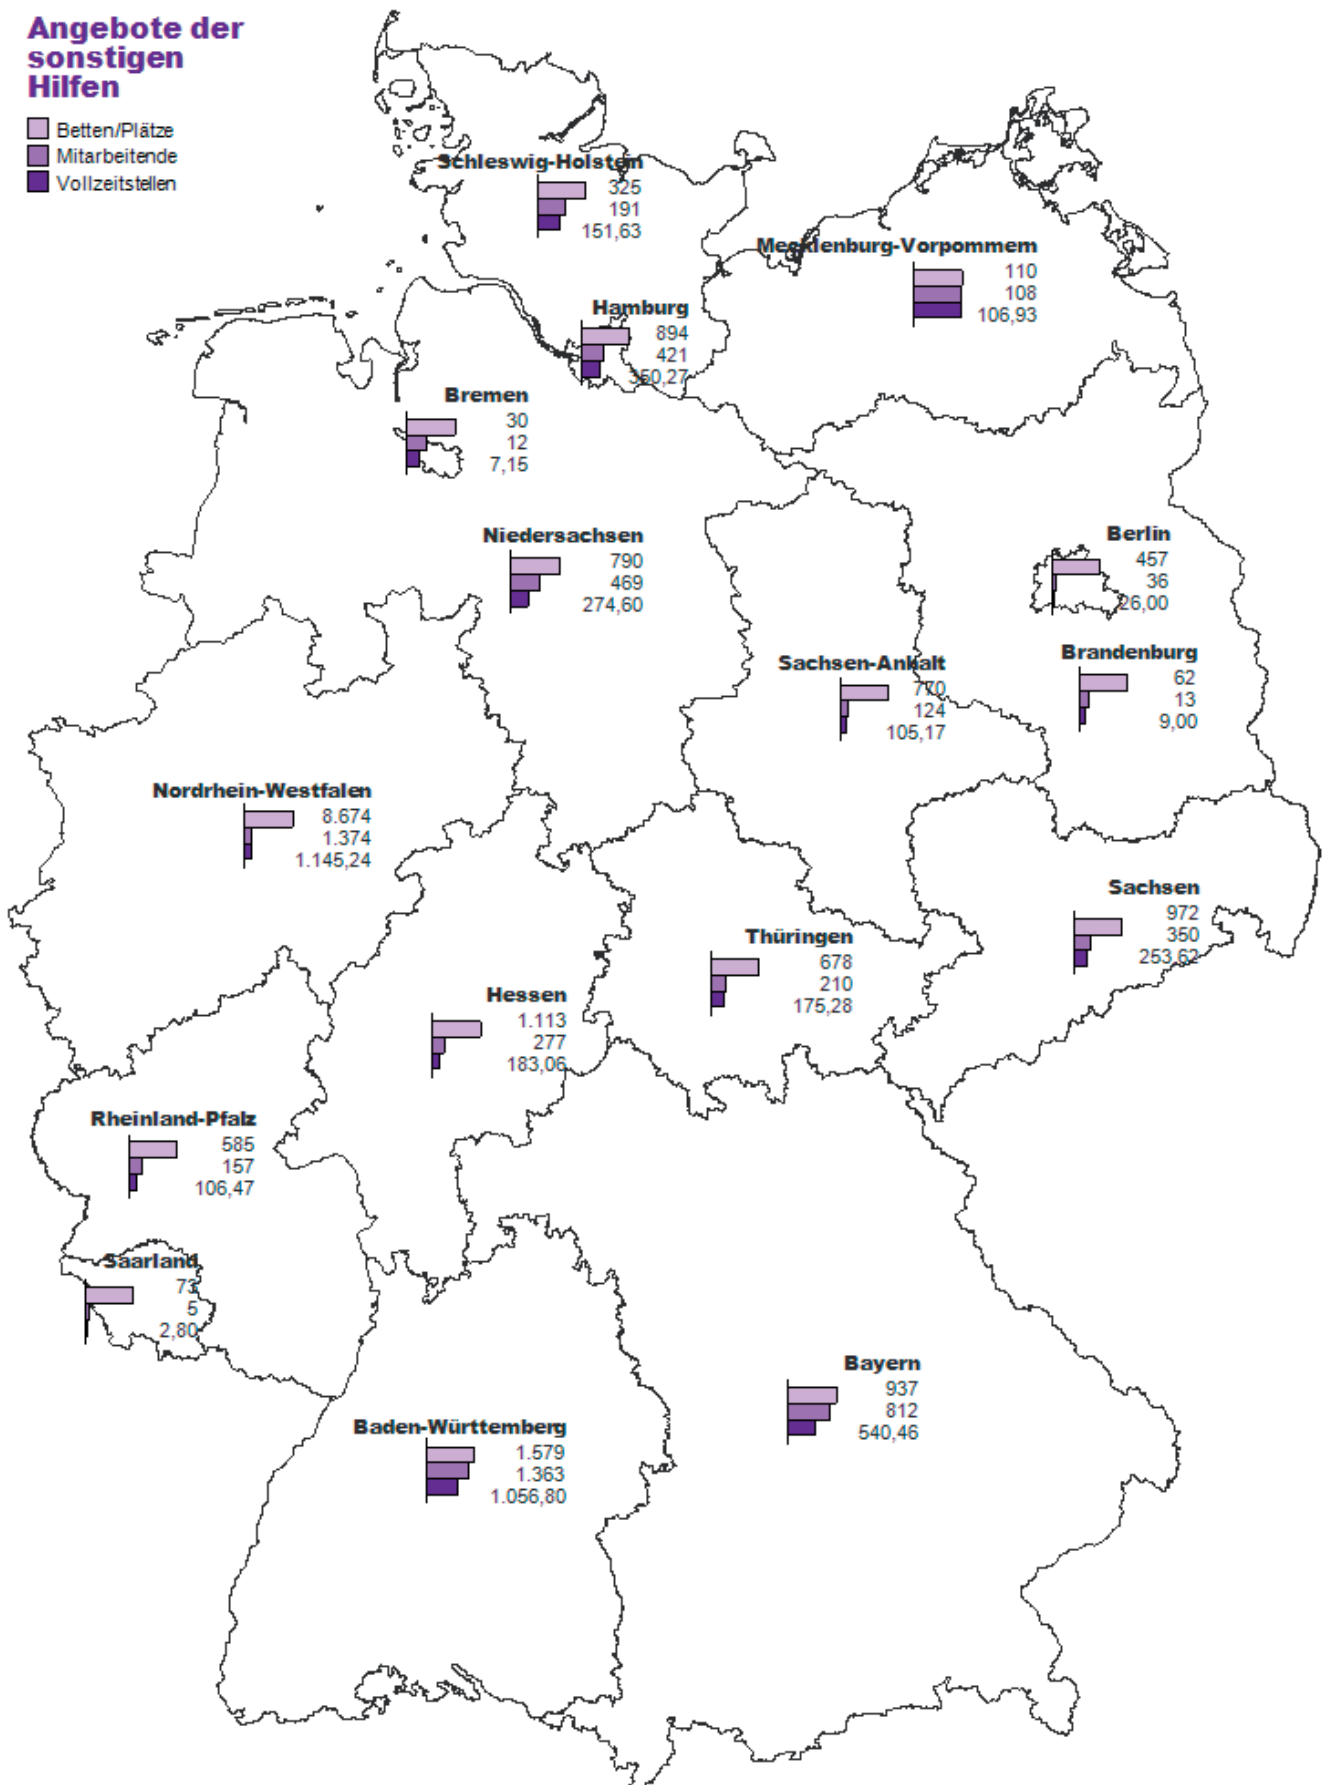 Angebote der
sonstigen
Hilfen
Betten/Plätze
Mitarbeitende
Vollzeitstellen
Schleswig-Holstein
325
191
151,63
Mecklenburg-Vorpommern
110
108
106,93
Hamburg
894
421
350,27
Bremen
30
12
7,15
Niedersachsen
790
469
274,60
Berlin
457
36
26,00
Brandenburg
62
13
9,00
Sachsen-Anhalt
770
124
105,17
Nordrhein-Westfalen
8.674
1.374
1.145,24
Sachsen
972
350
253,62
Thüringen
678
210
175,28
Hessen
1.113
277
183,06
Rheinland-Pfalz
585
157
106,47
Saarland
73
5
2,80
Bayern
937
812
540,46
Baden-Württemberg
1.579
1.363
1.056,80